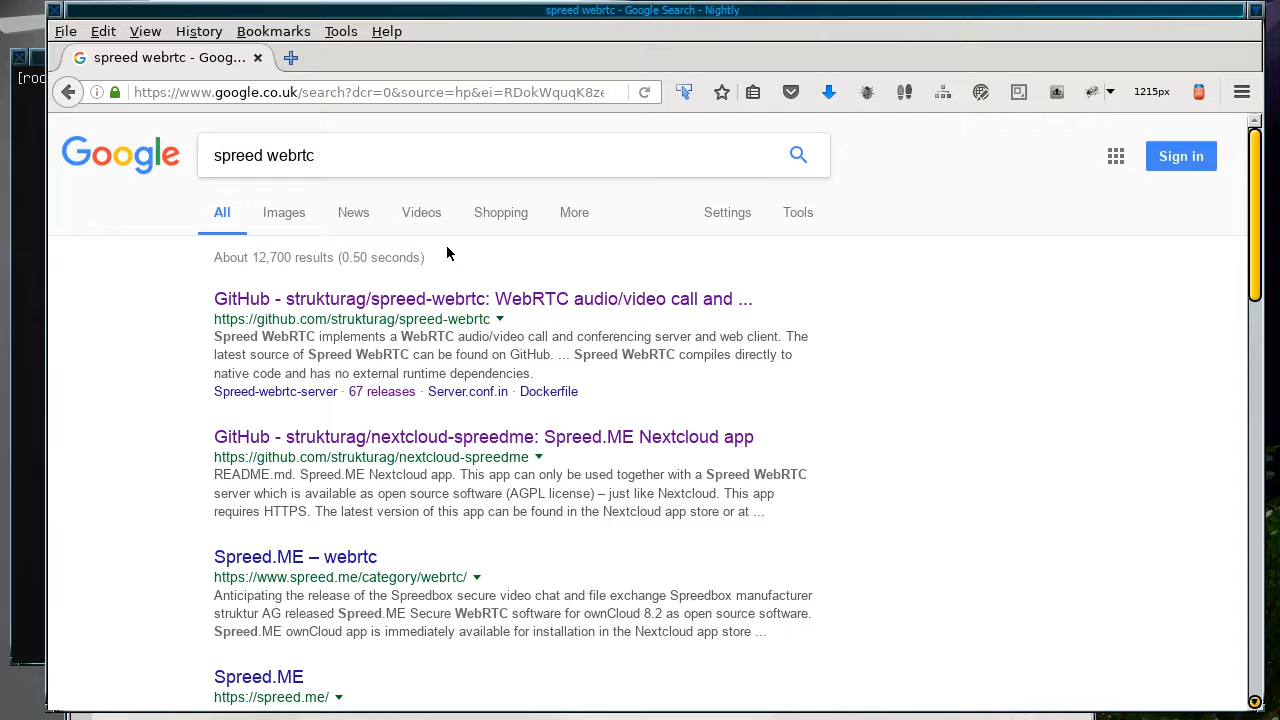 spreed webrtc - Google Search - Nightly
File Edit View History Bookmarks Tools Help
spreed webrtc - Goog...
https://www.google.co.uk/search?dcr=0&source=hp&ei=RDokWquqK8ze
1215px
[roo
Google
spreed webrtc
Sign in
All Images News Videos Shopping More Settings Tools
About 12,700 results (0.50 seconds)
GitHub - strukturag/spreed-webrtc: WebRTC audio/video call and ...
https://github.com/strukturag/spreed-webrtc
Spreed WebRTC implements a WebRTC audio/video call and conferencing server and web client. The
latest source of Spreed WebRTC can be found on GitHub. ... Spreed WebRTC compiles directly to
native code and has no external runtime dependencies.
Spreed-webrtc-server · 67 releases · Server.conf.in · Dockerfile
GitHub - strukturag/nextcloud-spreedme: Spreed.ME Nextcloud app
https://github.com/strukturag/nextcloud-spreedme
README.md. Spreed.ME Nextcloud app. This app can only be used together with a Spreed WebRTC
server which is available as open source software (AGPL license) – just like Nextcloud. This app
requires HTTPS. The latest version of this app can be found in the Nextcloud app store or at ...
Spreed.ME – webrtc
https://www.spreed.me/category/webrtc/
Anticipating the release of the Spreedbox secure video chat and file exchange Spreedbox manufacturer
struktur AG released Spreed.ME Secure WebRTC software for ownCloud 8.2 as open source software.
Spreed.ME ownCloud app is immediately available for installation in the Nextcloud app store ...
Spreed.ME
https://spreed.me/